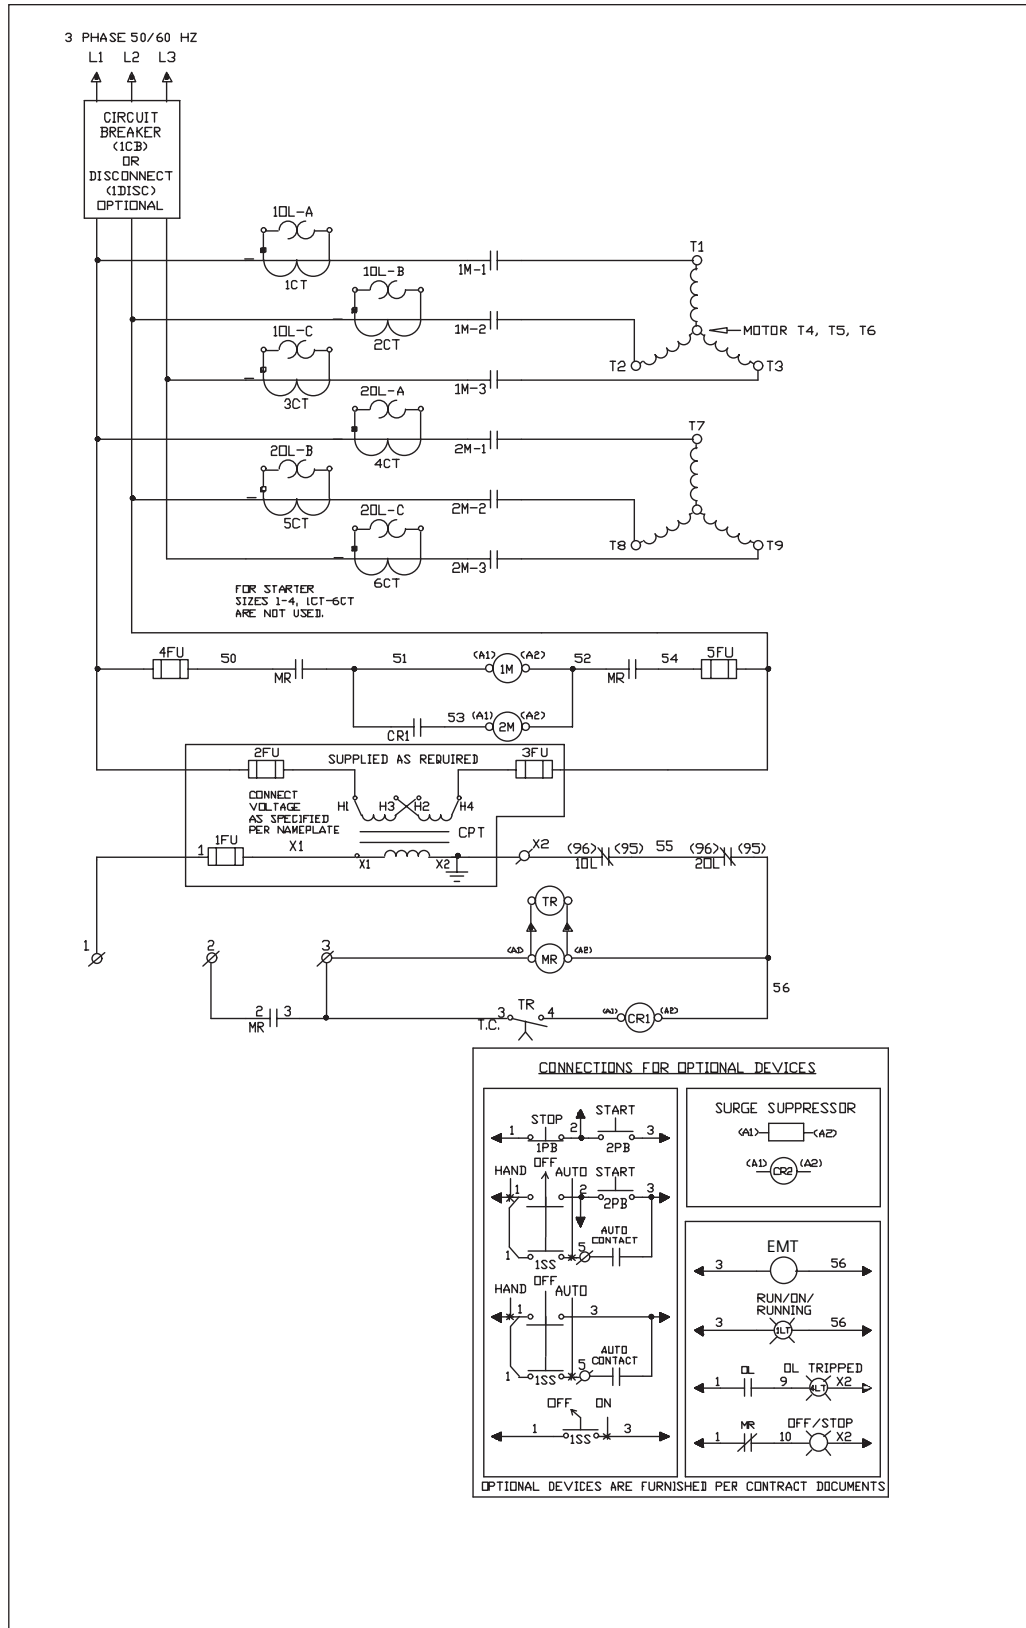 3 PHASE 50/60 HZ
L1 L2 L3
CIRCUIT
BREAKER
(1CB)
OR
DISCONNECT
(1DISC)
OPTIONAL
1OL-A
1CT
1M-1
T1
1OL-B
2CT
1M-2
MOTOR T4, T5, T6
1OL-C
T2
T3
3CT
1M-3
2OL-A
4CT
2M-1
T7
2OL-B
5CT
2M-2
2OL-C
T8
T9
6CT
2M-3
FOR STARTER
SIZES 1-4, 1CT-6CT
ARE NOT USED.
4FU 50 MR 51 (A1) 1M (A2) 52 MR 54 5FU
CR1 53 (A1) 2M (A2)
2FU SUPPLIED AS REQUIRED 3FU
CONNECT
VOLTAGE
AS SPECIFIED
PER NAMEPLATE
H1 H3 H2 H4
CPT
1 1FU X1 X1 X2 X2 (96) 1OL (95) 55 (96) 2OL (95)
TR
1 2 3 (A1) MR (A2)
56
2 MR 3 T.C. 3 TR 4 (A1) CR1 (A2)
CONNECTIONS FOR OPTIONAL DEVICES
1 STOP 1PB 2 START 2PB 3
HAND OFF AUTO START
1 2 2PB 3
AUTO
CONTACT
1 1SS 5
HAND OFF AUTO
1 3
AUTO
CONTACT
1 1SS 5
OFF ON
1 1SS 3
SURGE SUPPRESSOR
(A1) (A2)
(A1) CR2 (A2)
EMT
3 56
RUN/ON/
RUNNING
3 1LT 56
OL OL TRIPPED
1 9 4LT X2
MR OFF/STOP
1 10 X2
OPTIONAL DEVICES ARE FURNISHED PER CONTRACT DOCUMENTS